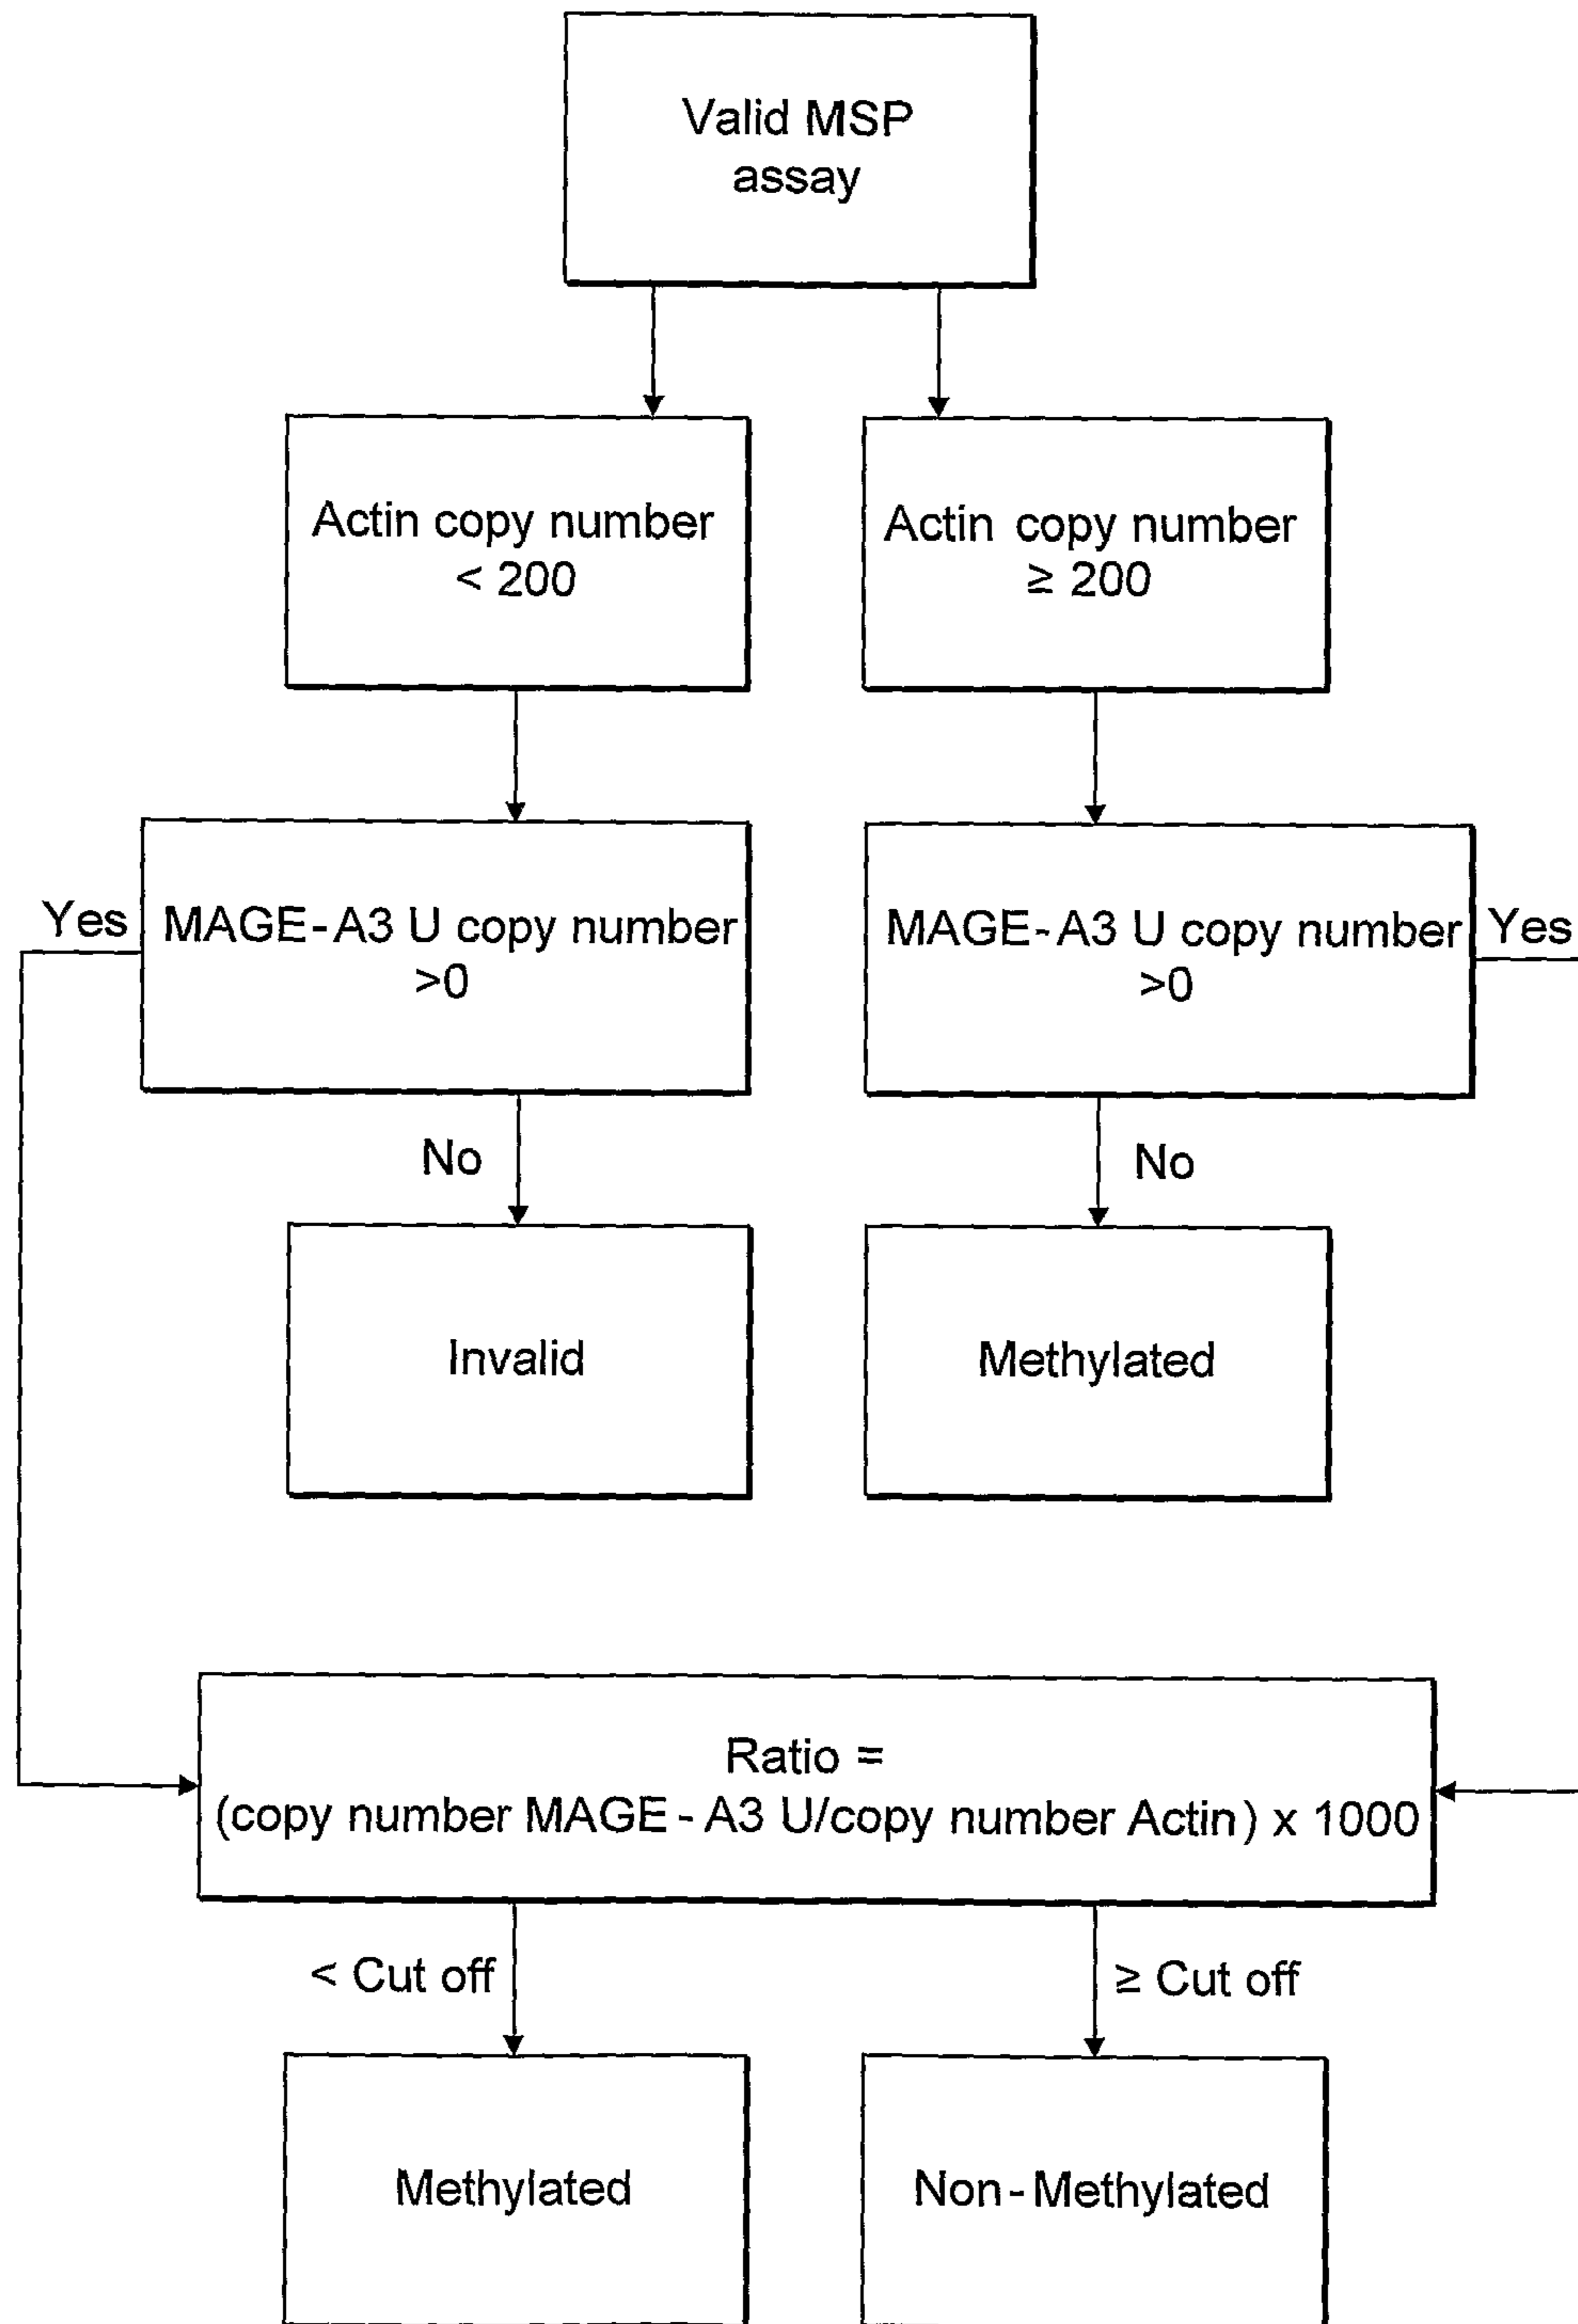 Valid MSP
assay
Actin copy number
< 200
Actin copy number
≥ 200
Yes
MAGE-A3 U copy number
>0
MAGE-A3 U copy number
>0
Yes
No
No
Invalid
Methylated
Ratio =
(copy number MAGE-A3 U/copy number Actin) x 1000
< Cut off
≥ Cut off
Methylated
Non-Methylated